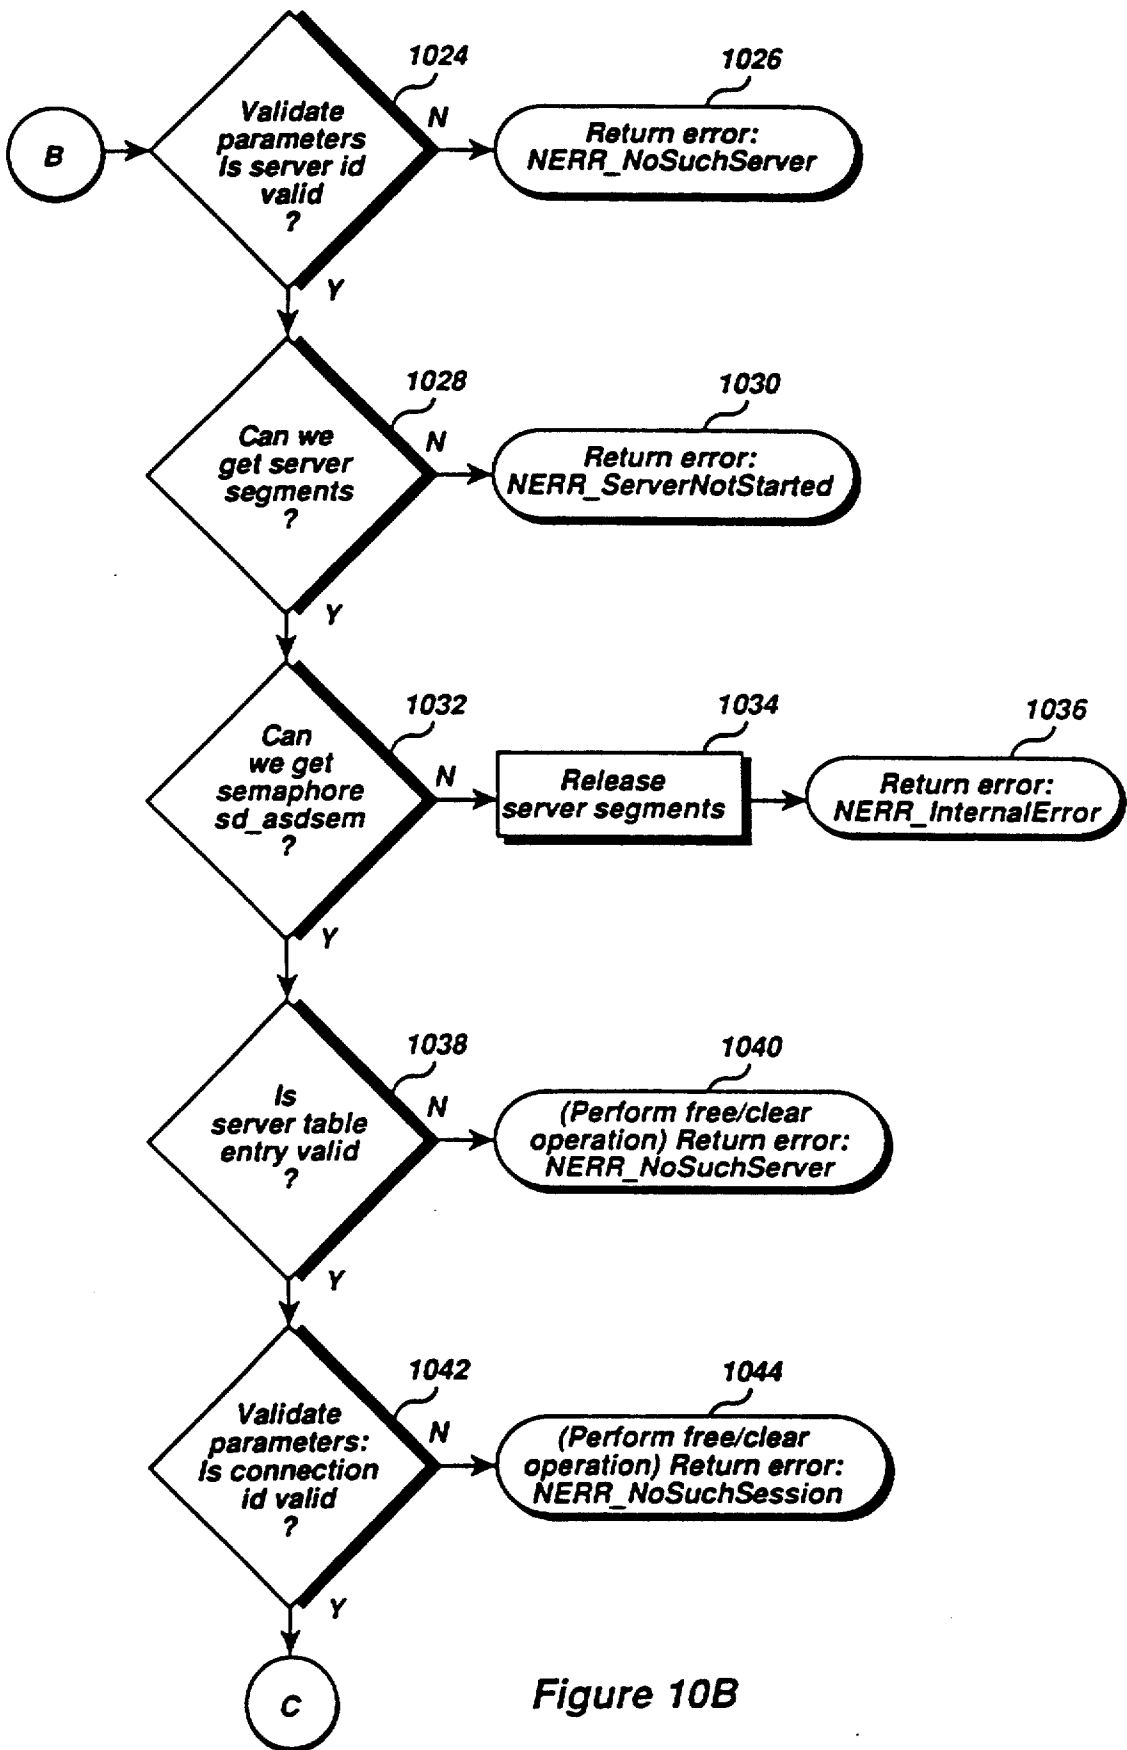 1024
1026
B
Validate
parameters
Is server id
valid
?
N
Return error:
NERR_NoSuchServer
Y
1028
1030
Can we
get server
segments
?
N
Return error:
NERR_ServerNotStarted
Y
1032
1034
1036
Can
we get
semaphore
sd_asdsem
?
N
Release
server segments
Return error:
NERR_InternalError
Y
1038
1040
Is
server table
entry valid
?
N
(Perform free/clear
operation) Return error:
NERR_NoSuchServer
Y
1042
1044
Validate
parameters:
Is connection
id valid
?
N
(Perform free/clear
operation) Return error:
NERR_NoSuchSession
Y
C
Figure 10B